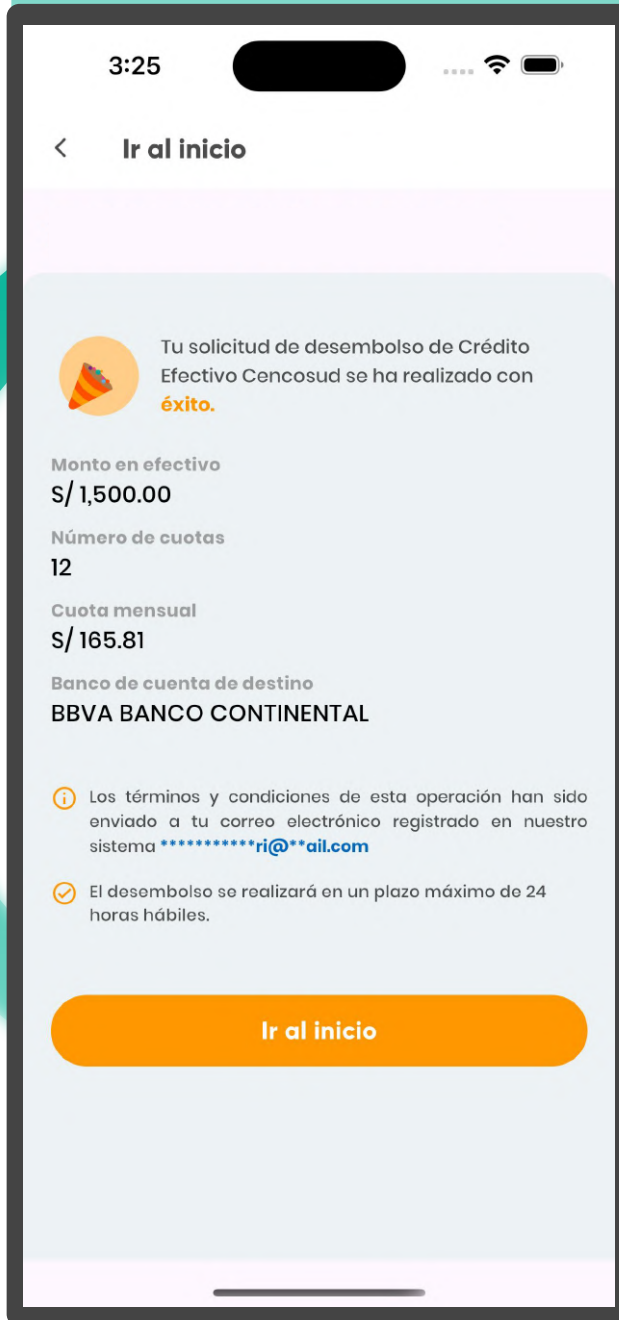 3:25
Ir al inicio
Tu solicitud de desembolso de Crédito
Efectivo Cencosud se ha realizado con
éxito.
Monto en efectivo
S/ 1,500.00
Número de cuotas
12
Cuota mensual
S/ 165.81
Banco de cuenta de destino
BBVA BANCO CONTINENTAL
Los términos y condiciones de esta operación han sido
enviado a tu correo electrónico registrado en nuestro
sistema ***********ri@**ail.com
El desembolso se realizará en un plazo máximo de 24
horas hábiles.
Ir al inicio